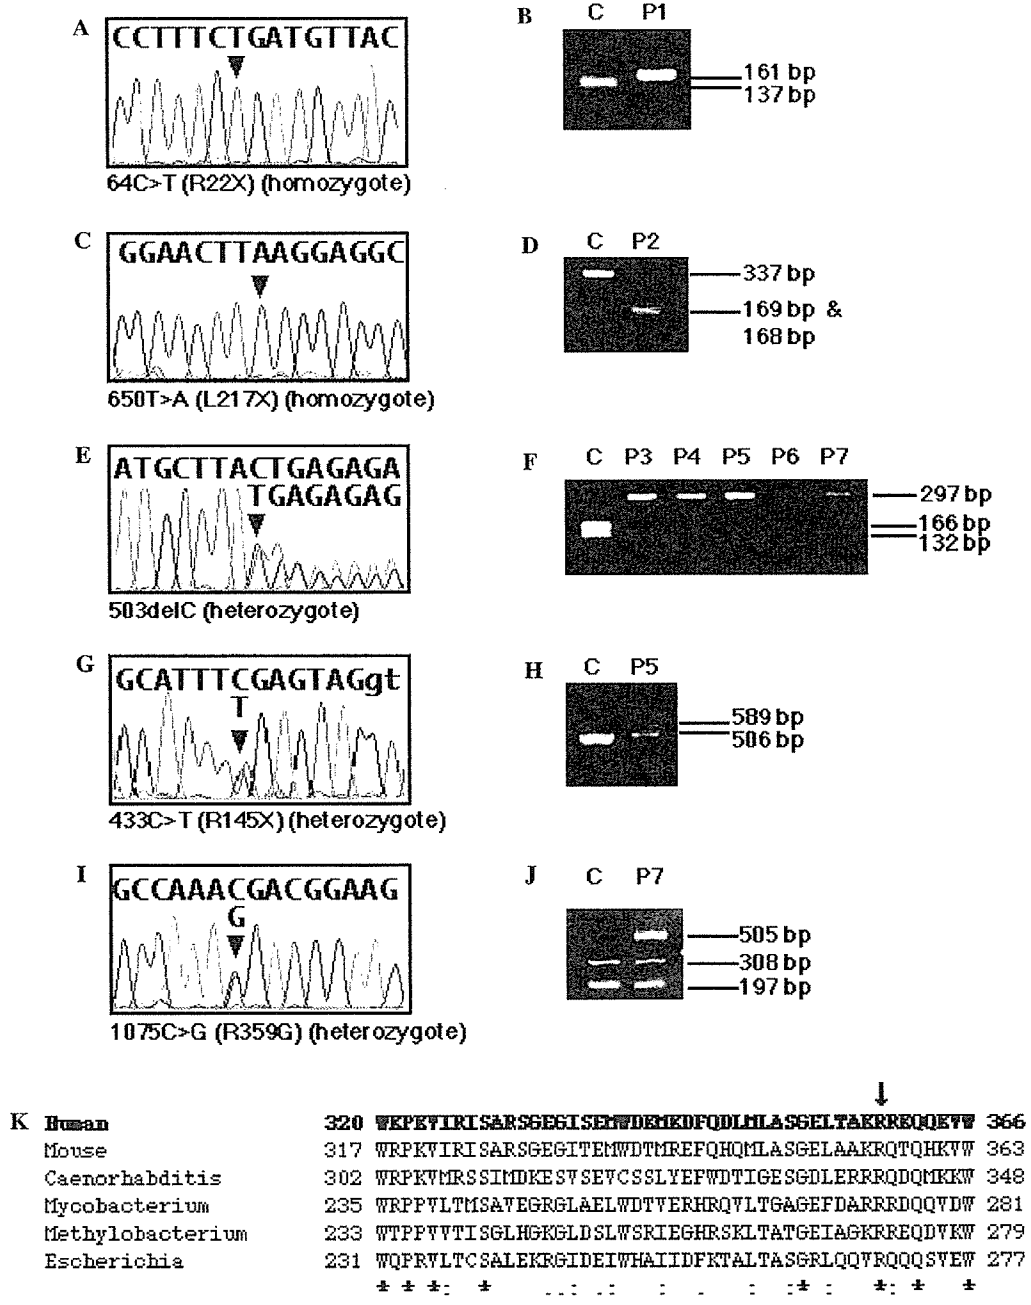 A
CCTTTCTGATGTTAC
64C>T (R22X) (homozygote)
B
C P1
161 bp
137 bp
C
GGAACTTAAGGAGGC
650T>A (L217X) (homozygote)
D
C P2
337 bp
169 bp &
168 bp
E
ATGCTTACTGAGAGA
TGAGAGAG
503delC (heterozygote)
F
C P3 P4 P5 P6 P7
297 bp
166 bp
132 bp
G
GCATTTCGAGTAGgt
T
433C>T (R145X) (heterozygote)
H
C P5
589 bp
506 bp
I
GCCAAACGACGGAAG
G
1075C>G (R359G) (heterozygote)
J
C P7
505 bp
308 bp
197 bp
K Human 320 WKPKVIRISARSGEGISEMWDKMKDFQDLMLASGELTAKRREQQKVW 366
Mouse 317 WRPKVIRISARSGEGITEMWDTMREFQHQMLASGELAAKRQTQHKVW 363
Caenorhabditis 302 WRPKVMRSSIMDKESVSEVCSSLYEFWDTIGESGDLERRRQDQMKKW 348
Mycobacterium 235 WRPPVLTMSAVEGRGLAELWDTVERHRQVLTGAGEFDARRRDQQVDW 281
Methylobacterium 233 WTPPVVTISGLHGKGLDSLWSRIEGHRSKLTATGEIAGKRREQDVKW 279
Escherichia 231 WQPRVLTCSALEKRGIDEIWHAIIDFKTALTASGRLQQVRQQQSVEW 277